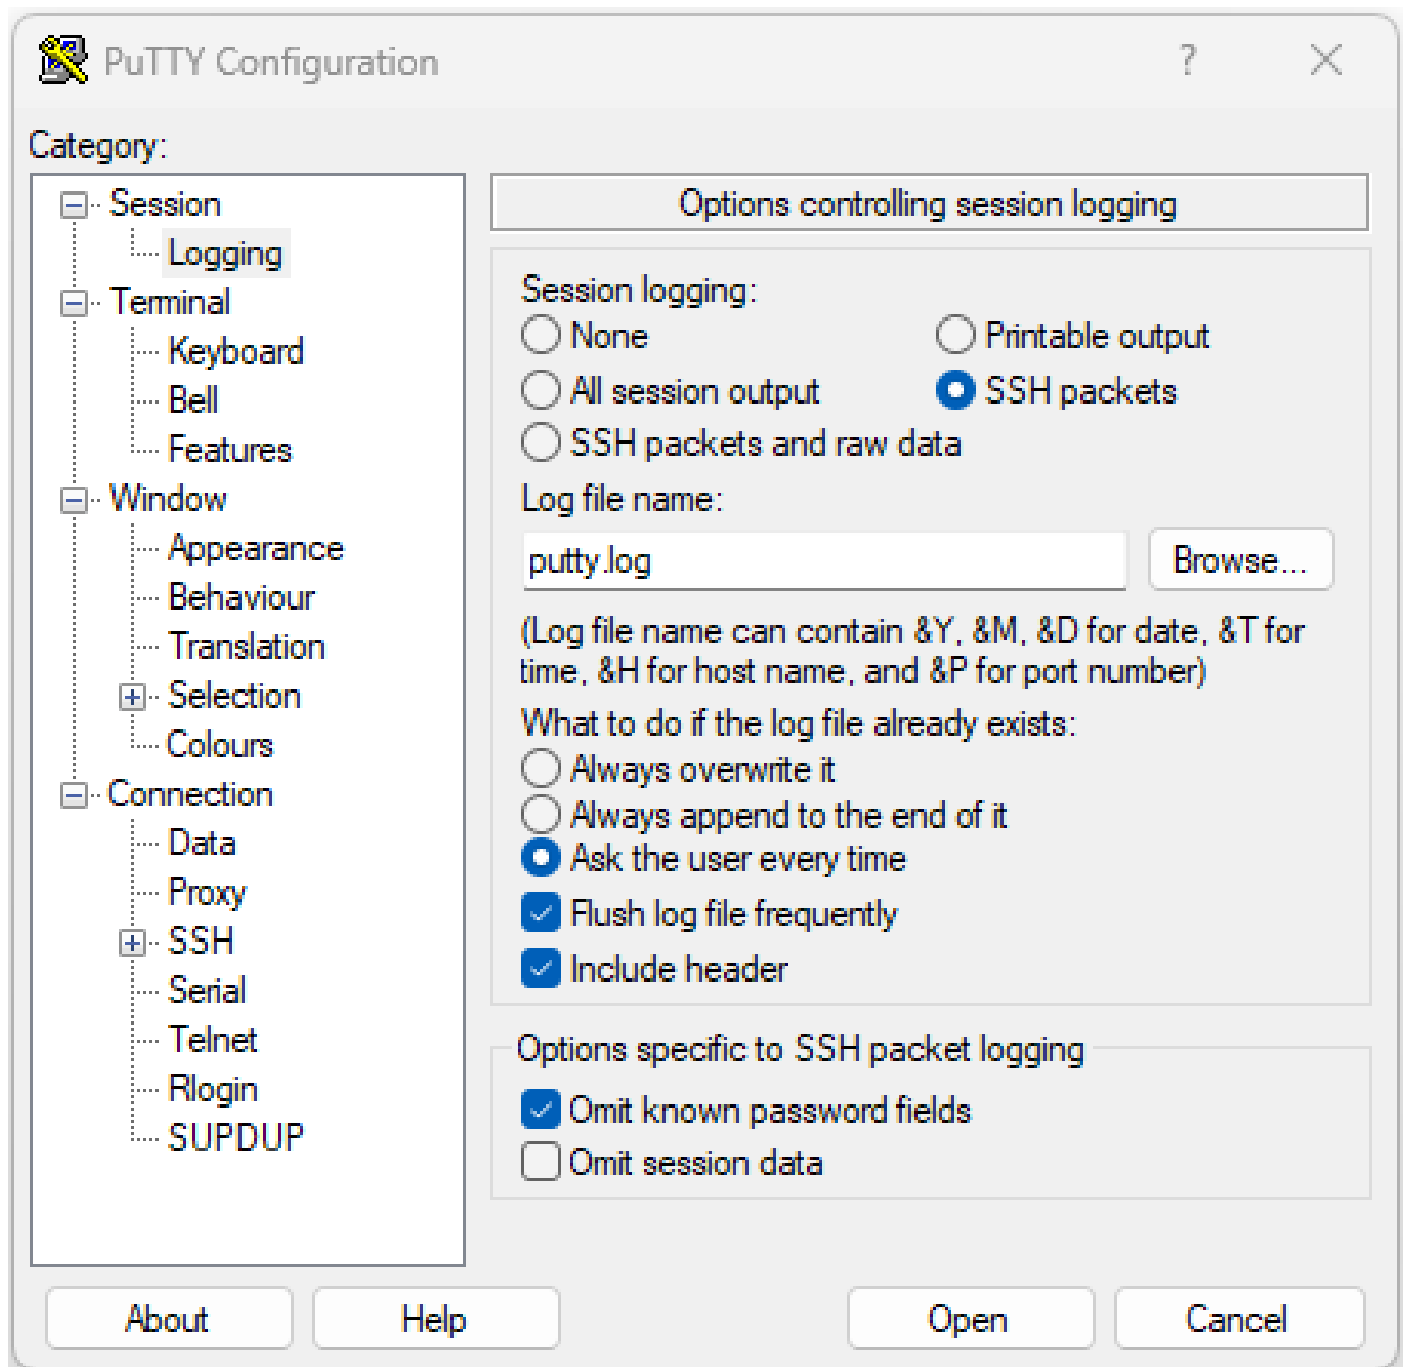 PuTTY Configuration
?
Category:
Session
Logging
Terminal
Keyboard
Bell
Features
Window
Appearance
Behaviour
Translation
Selection
Colours
Connection
Data
Proxy
SSH
Serial
Telnet
Rlogin
SUPDUP
Options controlling session logging
Session logging:
None
Printable output
All session output
SSH packets
SSH packets and raw data
Log file name:
putty.log
Browse...
(Log file name can contain &Y, &M, &D for date, &T for
time, &H for host name, and &P for port number)
What to do if the log file already exists:
Always overwrite it
Always append to the end of it
Ask the user every time
Flush log file frequently
Include header
Options specific to SSH packet logging
Omit known password fields
Omit session data
About
Help
Open
Cancel